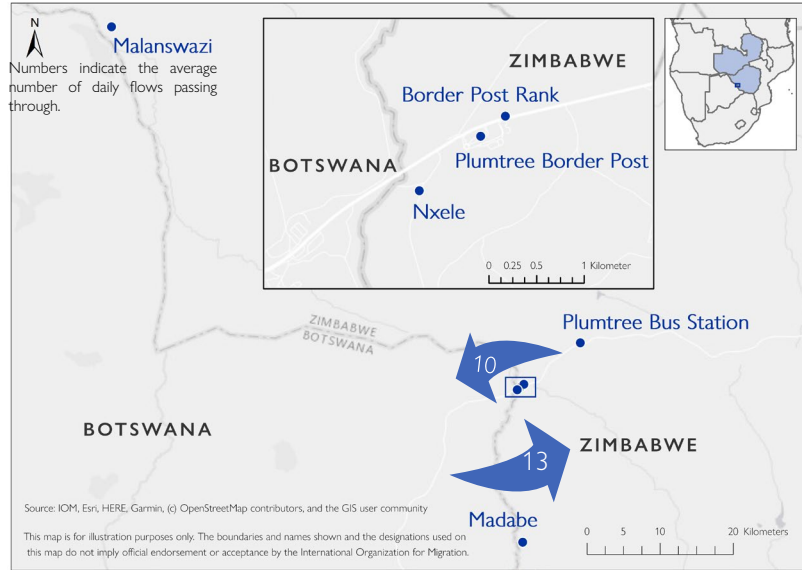 N
Malanswazi
Numbers indicate the average
number of daily flows passing
through.
ZIMBABWE
Border Post Rank
Plumtree Border Post
BOTSWANA
Nxele
0 0.25 0.5 1 Kilometer
ZIMBABWE
BOTSWANA
Plumtree Bus Station
10
BOTSWANA
ZIMBABWE
13
Source: IOM, Esri, HERE, Garmin, (c) OpenStreetMap contributors, and the GIS user community
Madabe
0 5 10 20 Kilometers
This map is for illustration purposes only. The boundaries and names shown and the designations used on
this map do not imply official endorsement or acceptance by the International Organization for Migration.